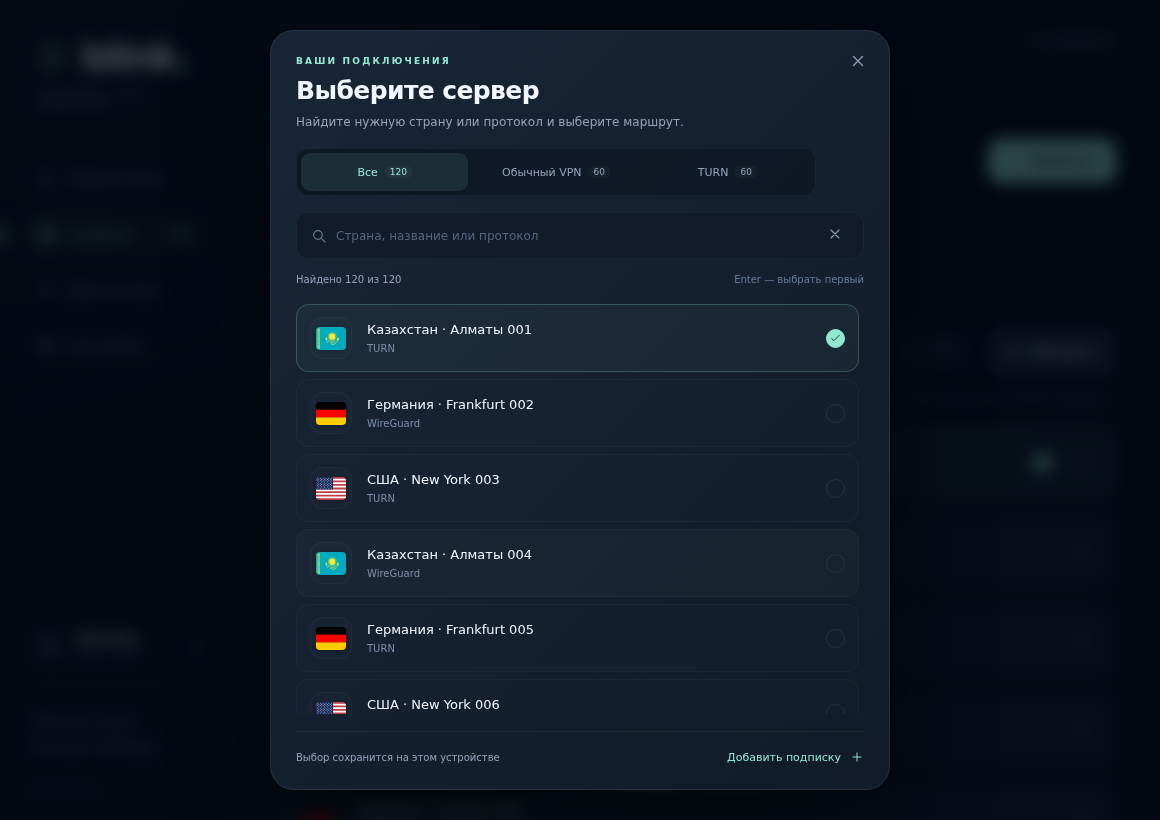 blink.
ВАШИ ПОДКЛЮЧЕНИЯ
Выберите сервер
Найдите нужную страну или протокол и выберите маршрут.
Все 120
Обычный VPN 60
TURN 60
Страна, название или протокол
Найдено 120 из 120
Enter — выбрать первый
Казахстан · Алматы 001
TURN
Германия · Frankfurt 002
WireGuard
США · New York 003
TURN
Казахстан · Алматы 004
WireGuard
Германия · Frankfurt 005
TURN
США · New York 006
Выбор сохранится на этом устройстве
Добавить подписку